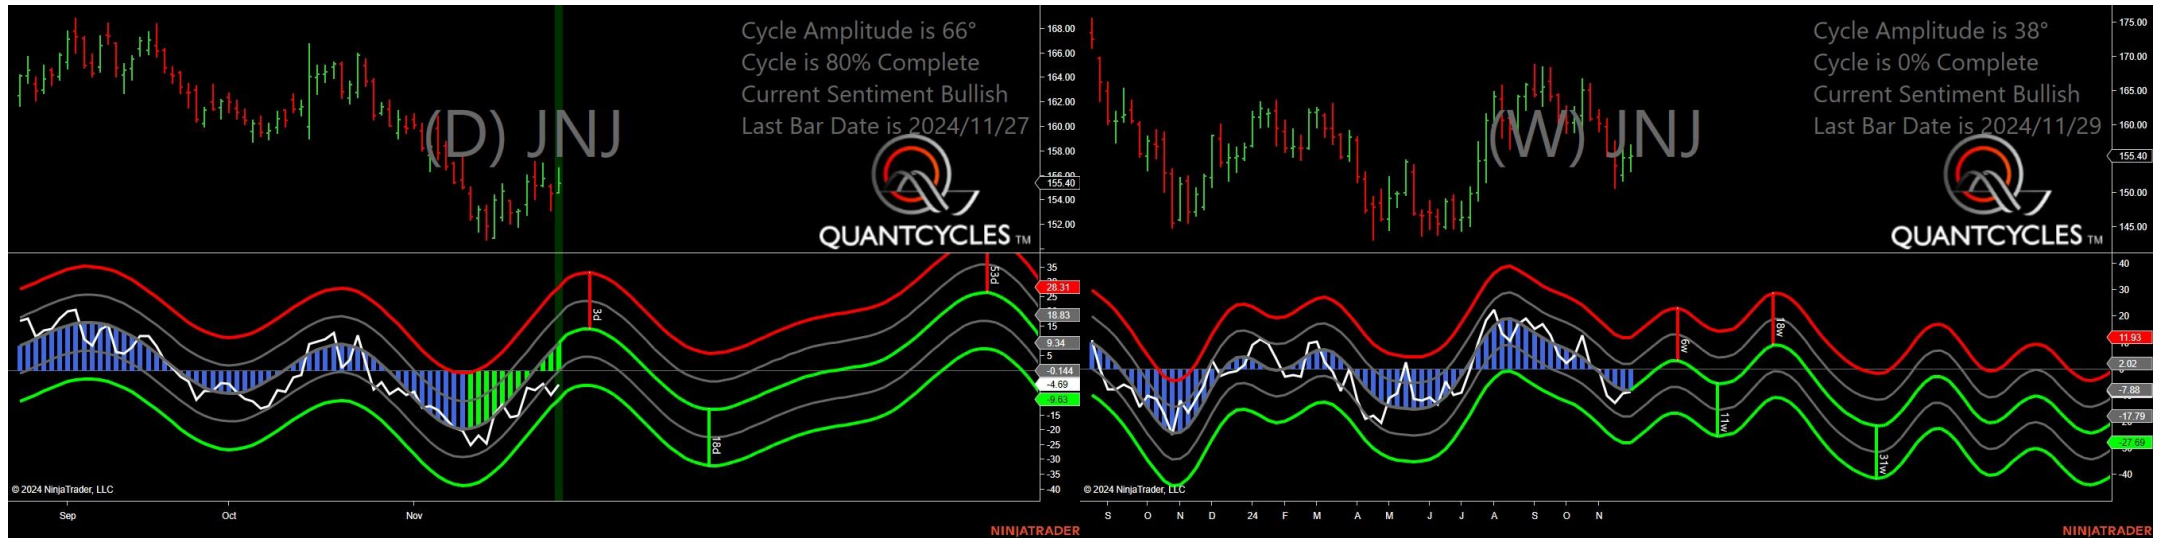 Cycle Amplitude is 66°
Cycle is 80% Complete
Current Sentiment Bullish
Last Bar Date is 2024/11/27
(D) JNJ
QUANTCYCLES TM
168.00
166.00
164.00
162.00
160.00
158.00
156.00
155.40
154.00
152.00
35
28.31
25
18.83
15
9.34
5
-0.144
-4.69
-9.63
-15
-20
-25
-30
-35
-40
3d
18d
53d
© 2024 NinjaTrader, LLC
Sep Oct Nov
NINJATRADER
Cycle Amplitude is 38°
Cycle is 0% Complete
Current Sentiment Bullish
Last Bar Date is 2024/11/29
(W) JNJ
QUANTCYCLES TM
175.00
170.00
165.00
160.00
155.40
150.00
145.00
40
30
20
11.93
2.02
-7.88
-17.79
-27.69
-40
6w
11w
18w
31w
© 2024 NinjaTrader, LLC
S O N D 24 F M A M J J A S O N
NINJATRADER